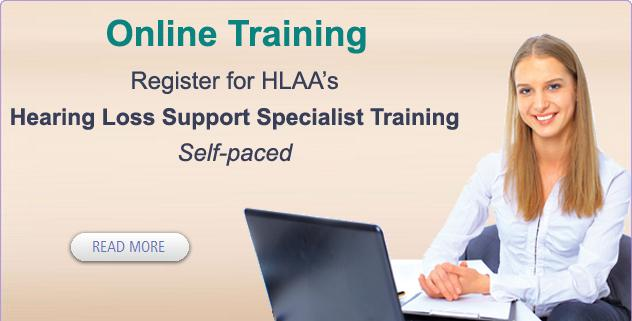 Online Training
Register for HLAA's
Hearing Loss Support Specialist Training
Self-paced
READ MORE